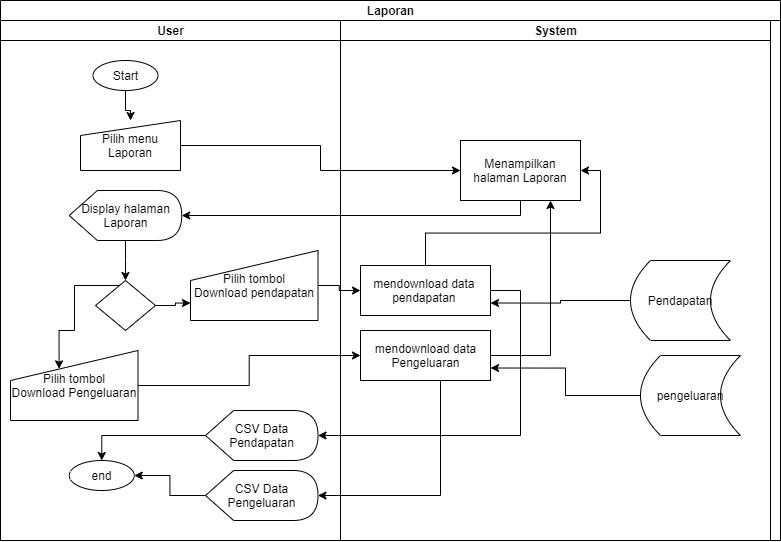 Laporan
User
System
Start
Pilih menu
Laporan
Menampilkan
halaman Laporan
Display halaman
Laporan
Pilih tombol
Download pendapatan
mendownload data
pendapatan
Pendapatan
mendownload data
Pengeluaran
Pilih tombol
Download Pengeluaran
pengeluaran
CSV Data
Pendapatan
end
CSV Data
Pengeluaran